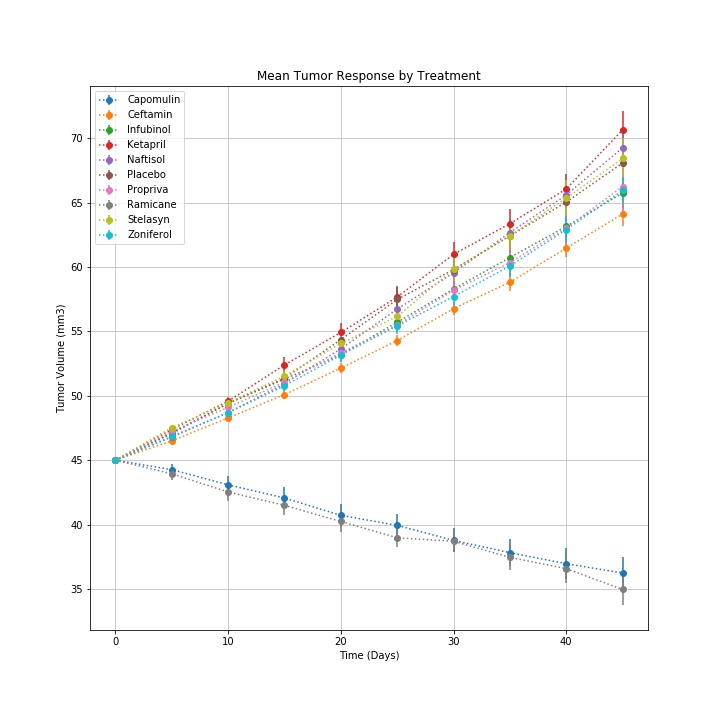 Mean Tumor Response by Treatment
Capomulin
Ceftamin
Infubinol
Ketapril
Naftisol
Placebo
Propriva
Ramicane
Stelasyn
Zoniferol
70
65
60
55
50
45
40
35
Tumor Volume (mm3)
0 10 20 30 40
Time (Days)